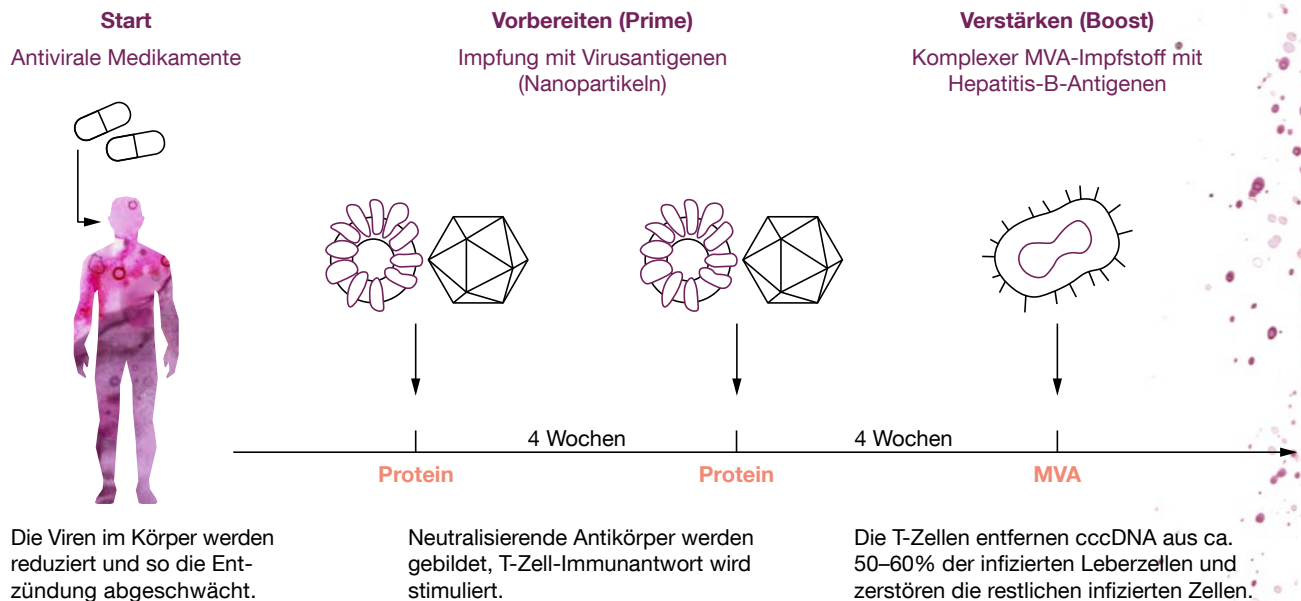 Start
Antivirale Medikamente
Vorbereiten (Prime)
Impfung mit Virusantigenen
(Nanopartikeln)
Verstärken (Boost)
Komplexer MVA-Impfstoff mit
Hepatitis-B-Antigenen
4 Wochen
4 Wochen
Protein
Protein
MVA
Die Viren im Körper werden
reduziert und so die Ent-
zündung abgeschwächt.
Neutralisierende Antikörper werden
gebildet, T-Zell-Immunantwort wird
stimuliert.
Die T-Zellen entfernen cccDNA aus ca.
50–60% der infizierten Leberzellen und
zerstören die restlichen infizierten Zellen.